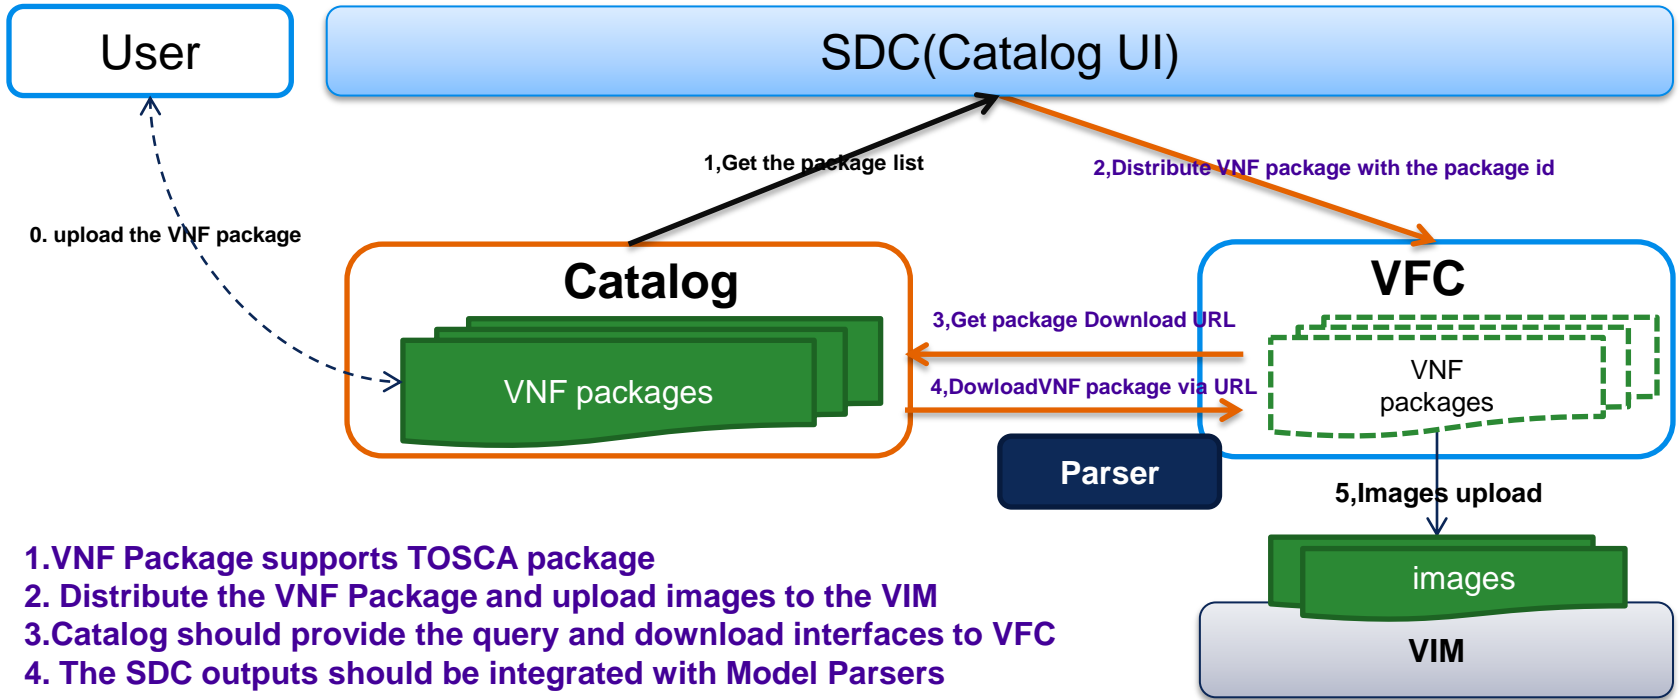 User
SDC(Catalog UI)
1,Get the package list
2,Distribute VNF package with the package id
0. upload the VNF package
Catalog
VFC
3,Get package Download URL
VNF packages
4,DowloadVNF package via URL
VNF
packages
Parser
5,Images upload
images
VIM
1.VNF Package supports TOSCA package
2. Distribute the VNF Package and upload images to the VIM
3.Catalog should provide the query and download interfaces to VFC
4. The SDC outputs should be integrated with Model Parsers